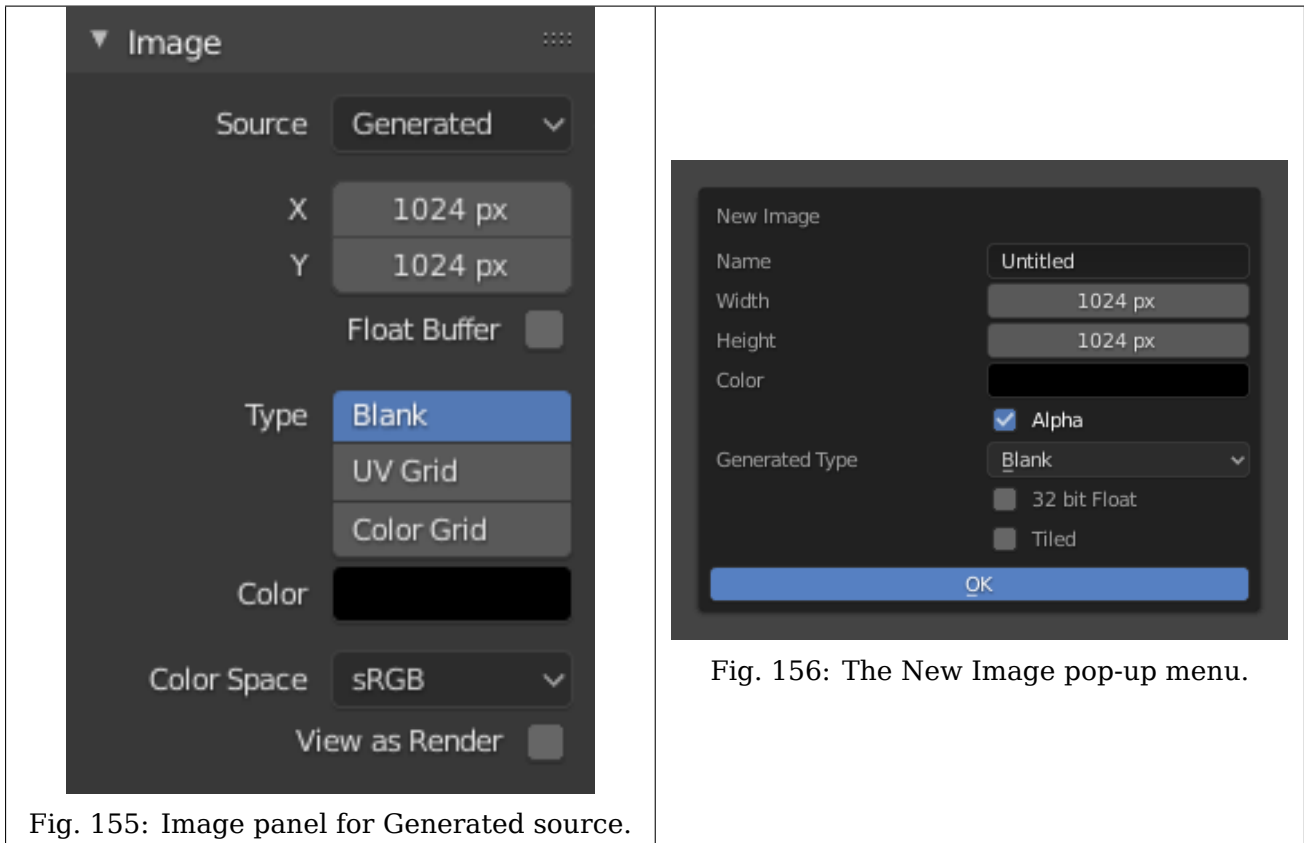 Image
Source Generated
X 1024 px
Y 1024 px
Float Buffer
Type Blank
UV Grid
Color Grid
Color
Color Space sRGB
View as Render
Fig. 155: Image panel for Generated source.
New Image
Name Untitled
Width 1024 px
Height 1024 px
Color
Alpha
Generated Type Blank
32 bit Float
Tiled
OK
Fig. 156: The New Image pop-up menu.